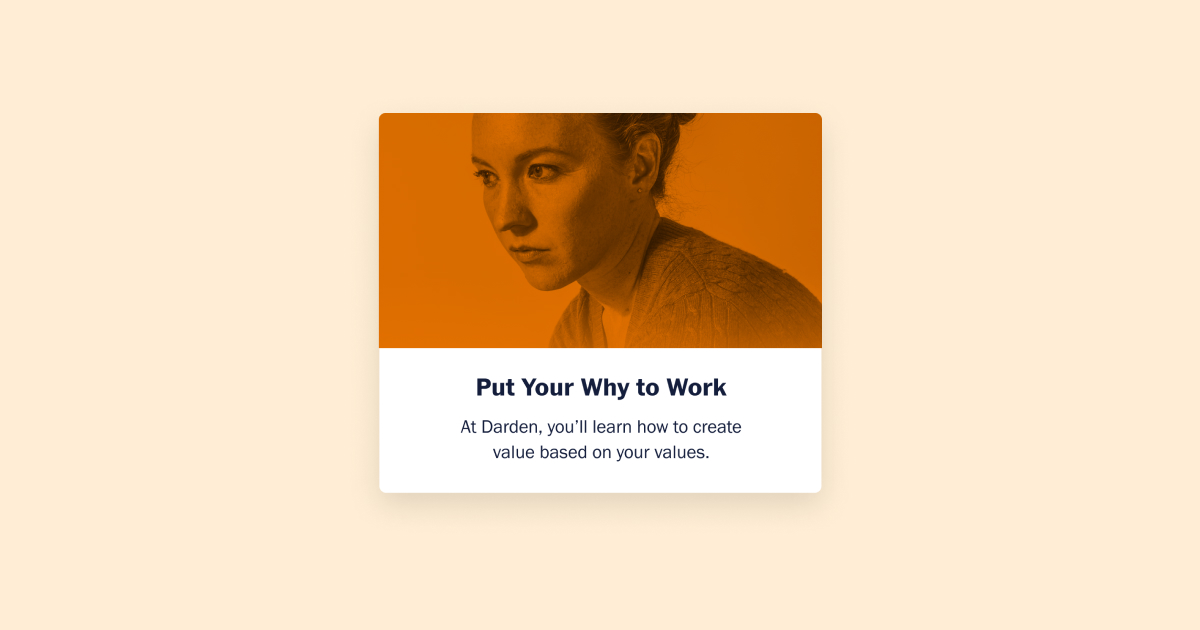 Put Your Why to Work
At Darden, you’ll learn how to create
value based on your values.